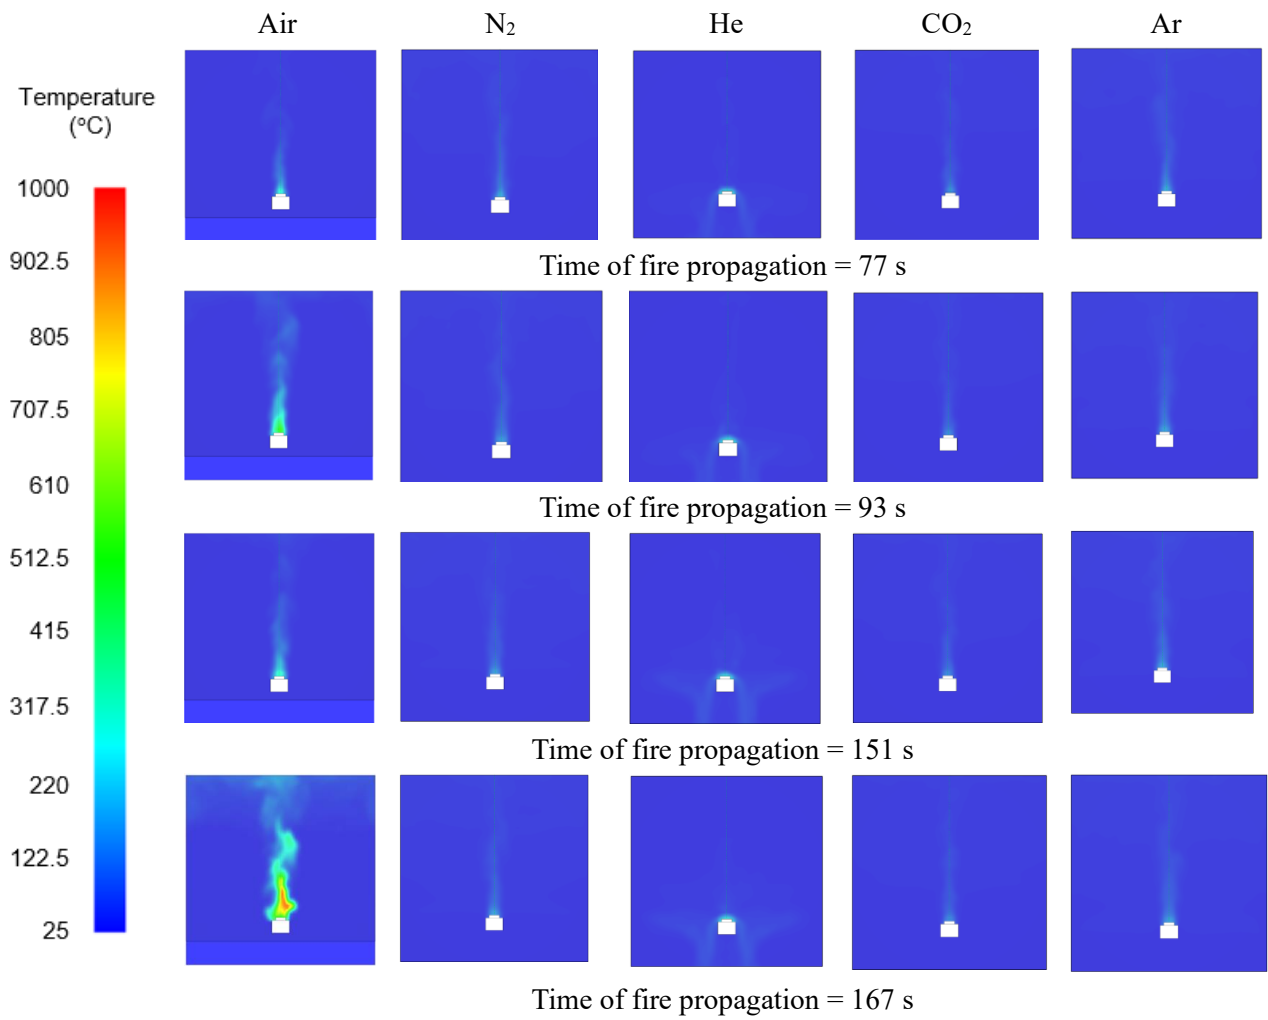 Air N₂ He CO₂ Ar
Temperature
(°C)
1000
902.5
805
707.5
610
512.5
415
317.5
220
122.5
25
Time of fire propagation = 77 s
Time of fire propagation = 93 s
Time of fire propagation = 151 s
Time of fire propagation = 167 s